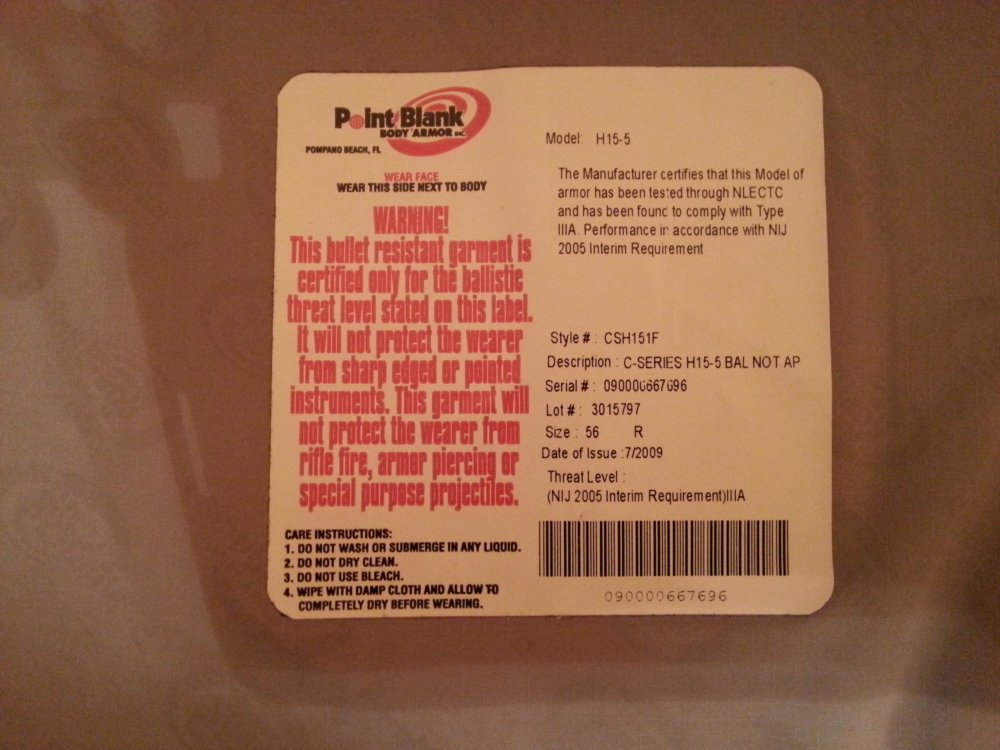 Point Blank
BODY ARMOR INC.
POMPANO BEACH, FL
WEAR FACE
WEAR THIS SIDE NEXT TO BODY
WARNING!
This bullet resistant garment is
certified only for the ballistic
threat level stated on this label.
It will not protect the wearer
from sharp edged or pointed
instruments. This garment will
not protect the wearer from
rifle fire, armor piercing or
special purpose projectiles.
CARE INSTRUCTIONS:
1. DO NOT WASH OR SUBMERGE IN ANY LIQUID.
2. DO NOT DRY CLEAN.
3. DO NOT USE BLEACH.
4. WIPE WITH DAMP CLOTH AND ALLOW TO
COMPLETELY DRY BEFORE WEARING.
Model: H15-5
The Manufacturer certifies that this Model of
armor has been tested through NLECTC
and has been found to comply with Type
IIIA. Performance in accordance with NIJ
2005 Interim Requirement
Style # : CSH151F
Description : C-SERIES H15-5 BAL NOT AP
Serial # : 090000667696
Lot # : 3015797
Size : 56 R
Date of Issue :7/2009
Threat Level :
(NIJ 2005 Interim Requirement)IIIA
090000667696